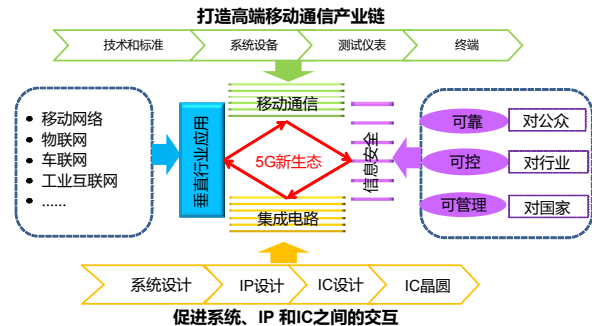 打造高端移动通信产业链
技术和标准 系统设备 测试仪表 终端
移动通信
• 移动网络
• 物联网
• 车联网
• 工业互联网
• ......
垂直行业应用
5G新生态
信息安全
可靠 对公众
可控 对行业
可管理 对国家
集成电路
系统设计 IP设计 IC设计 IC晶圆
促进系统、IP 和IC之间的交互